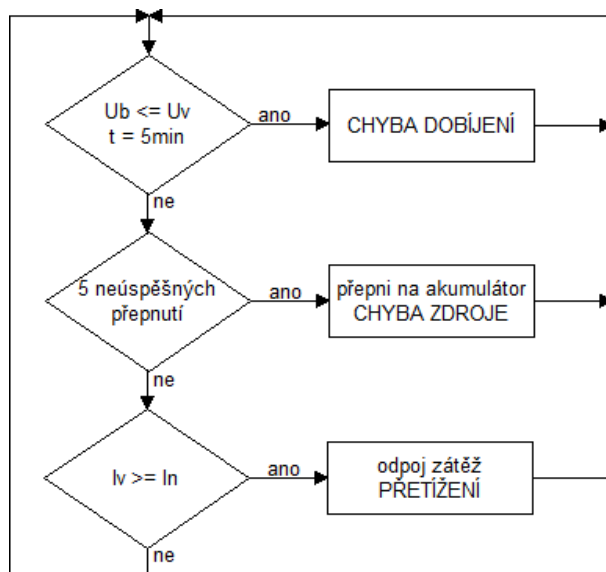 Ub <= Uv
t = 5min
ano
CHYBA DOBÍJENÍ
ne
5 neúspěšných
přepnutí
ano
přepni na akumulátor
CHYBA ZDROJE
ne
Iv >= In
ano
odpoj zátěž
PŘETÍŽENÍ
ne